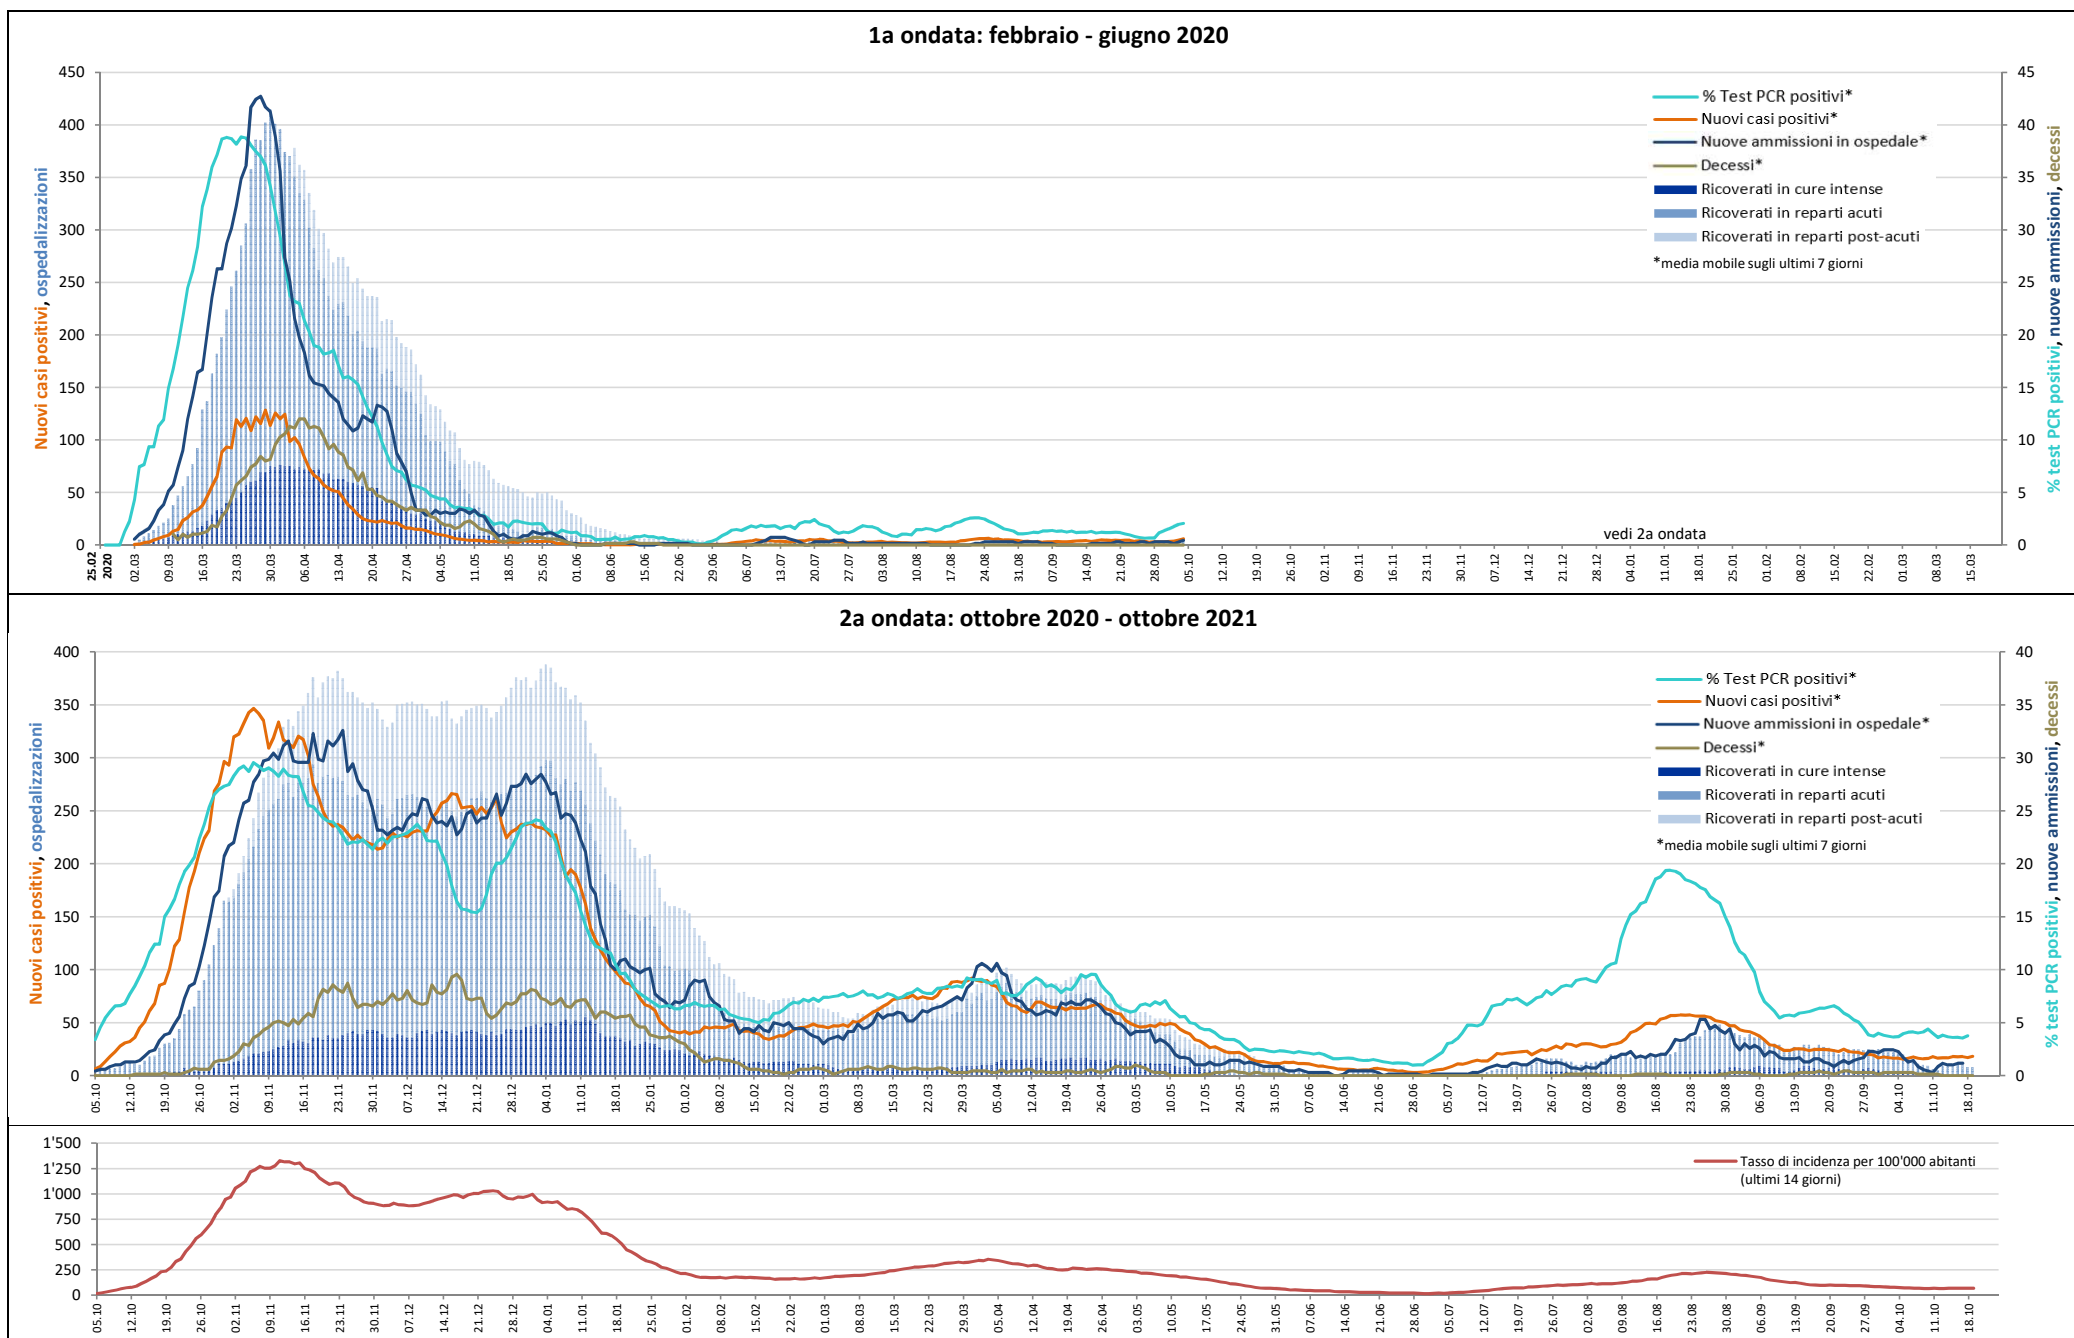 1a ondata: febbraio - giugno 2020
450
400
350
300
250
200
150
100
50
0
45
40
35
30
25
20
15
10
5
0
Nuovi casi positivi, ospedalizzazioni
% test PCR positivi, nuove ammissioni, decessi
% Test PCR positivi*
Nuovi casi positivi*
Nuove ammissioni in ospedale*
Decessi*
Ricoverati in cure intense
Ricoverati in reparti acuti
Ricoverati in reparti post-acuti
*media mobile sugli ultimi 7 giorni
vedi 2a ondata
25.02 2020 02.03 09.03 16.03 23.03 30.03 06.04 13.04 20.04 27.04 04.05 11.05 18.05 25.05 01.06 08.06 15.06 22.06 29.06 06.07 13.07 20.07 27.07 03.08 10.08 17.08 24.08 31.08 07.09 14.09 21.09 28.09 05.10 12.10 19.10 26.10 02.11 09.11 16.11 23.11 30.11 07.12 14.12 21.12 28.12 04.01 11.01 18.01 25.01 01.02 08.02 15.02 22.02 01.03 08.03 15.03
2a ondata: ottobre 2020 - ottobre 2021
400
350
300
250
200
150
100
50
0
40
35
30
25
20
15
10
5
0
Nuovi casi positivi, ospedalizzazioni
% test PCR positivi, nuove ammissioni, decessi
% Test PCR positivi*
Nuovi casi positivi*
Nuove ammissioni in ospedale*
Decessi*
Ricoverati in cure intense
Ricoverati in reparti acuti
Ricoverati in reparti post-acuti
*media mobile sugli ultimi 7 giorni
05.10 12.10 19.10 26.10 02.11 09.11 16.11 23.11 30.11 07.12 14.12 21.12 28.12 04.01 11.01 18.01 25.01 01.02 08.02 15.02 22.02 01.03 08.03 15.03 22.03 29.03 05.04 12.04 19.04 26.04 03.05 10.05 17.05 24.05 31.05 07.06 14.06 21.06 28.06 05.07 12.07 19.07 26.07 02.08 09.08 16.08 23.08 30.08 06.09 13.09 20.09 27.09 04.10 11.10 18.10
1'500
1'250
1'000
750
500
250
0
Tasso di incidenza per 100'000 abitanti
(ultimi 14 giorni)
05.10 12.10 19.10 26.10 02.11 09.11 16.11 23.11 30.11 07.12 14.12 21.12 28.12 04.01 11.01 18.01 25.01 01.02 08.02 15.02 22.02 01.03 08.03 15.03 22.03 29.03 05.04 12.04 19.04 26.04 03.05 10.05 17.05 24.05 31.05 07.06 14.06 21.06 28.06 05.07 12.07 19.07 26.07 02.08 09.08 16.08 23.08 30.08 06.09 13.09 20.09 27.09 04.10 11.10 18.10